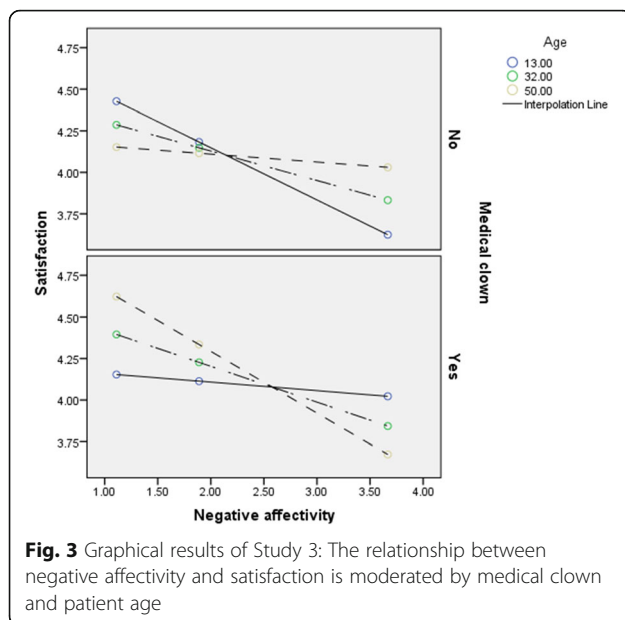 Age
13.00
32.00
50.00
Interpolation Line
Satisfaction
4.75
4.50
4.25
4.00
3.75
No
4.75
4.50
4.25
4.00
3.75
Yes
Medical clown
1.00 1.50 2.00 2.50 3.00 3.50 4.00
Negative affectivity
Fig. 3 Graphical results of Study 3: The relationship between
negative affectivity and satisfaction is moderated by medical clown
and patient age